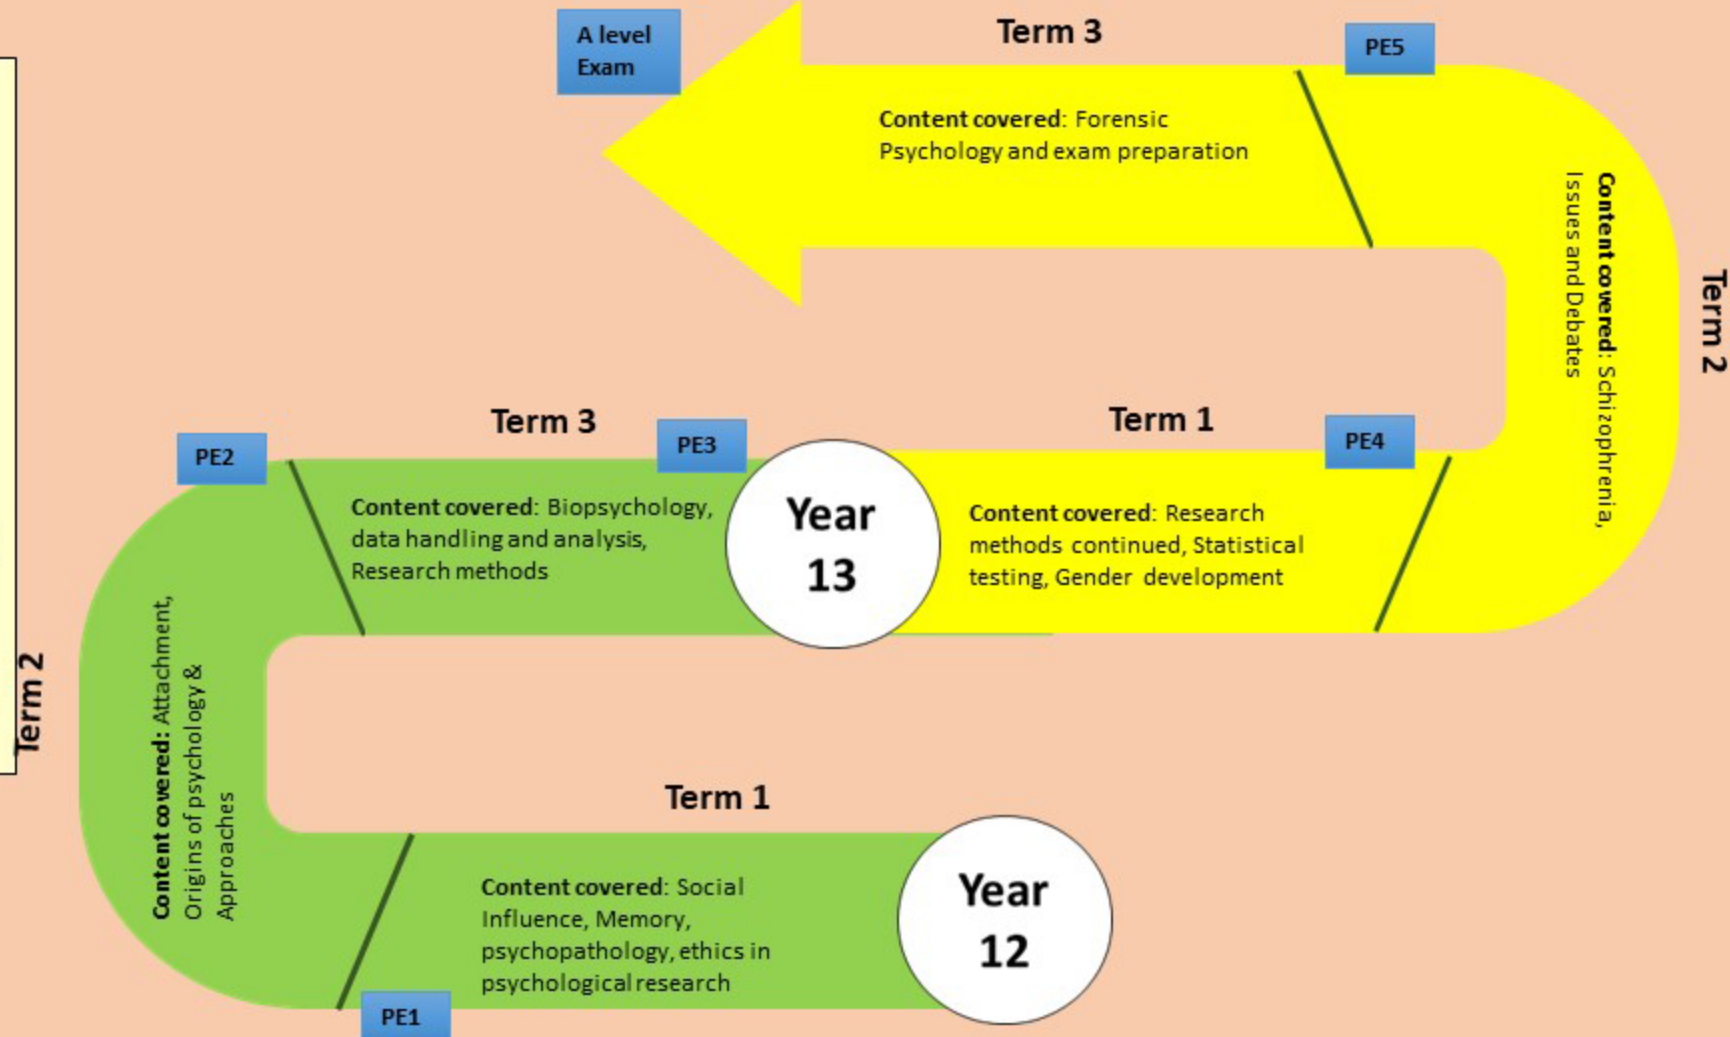 A level
Exam
Term 3
PE5
Content covered: Forensic
Psychology and exam preparation
Content covered: Schizophrenia,
Issues and Debates
Term 2
Term 3
PE2
PE3
Term 1
PE4
Content covered: Biopsychology,
data handling and analysis,
Research methods
Year
13
Content covered: Research
methods continued, Statistical
testing, Gender development
Term 2
Content covered: Attachment,
Origins of psychology &
Approaches
Term 1
Content covered: Social
Influence, Memory,
psychopathology, ethics in
psychological research
Year
12
PE1